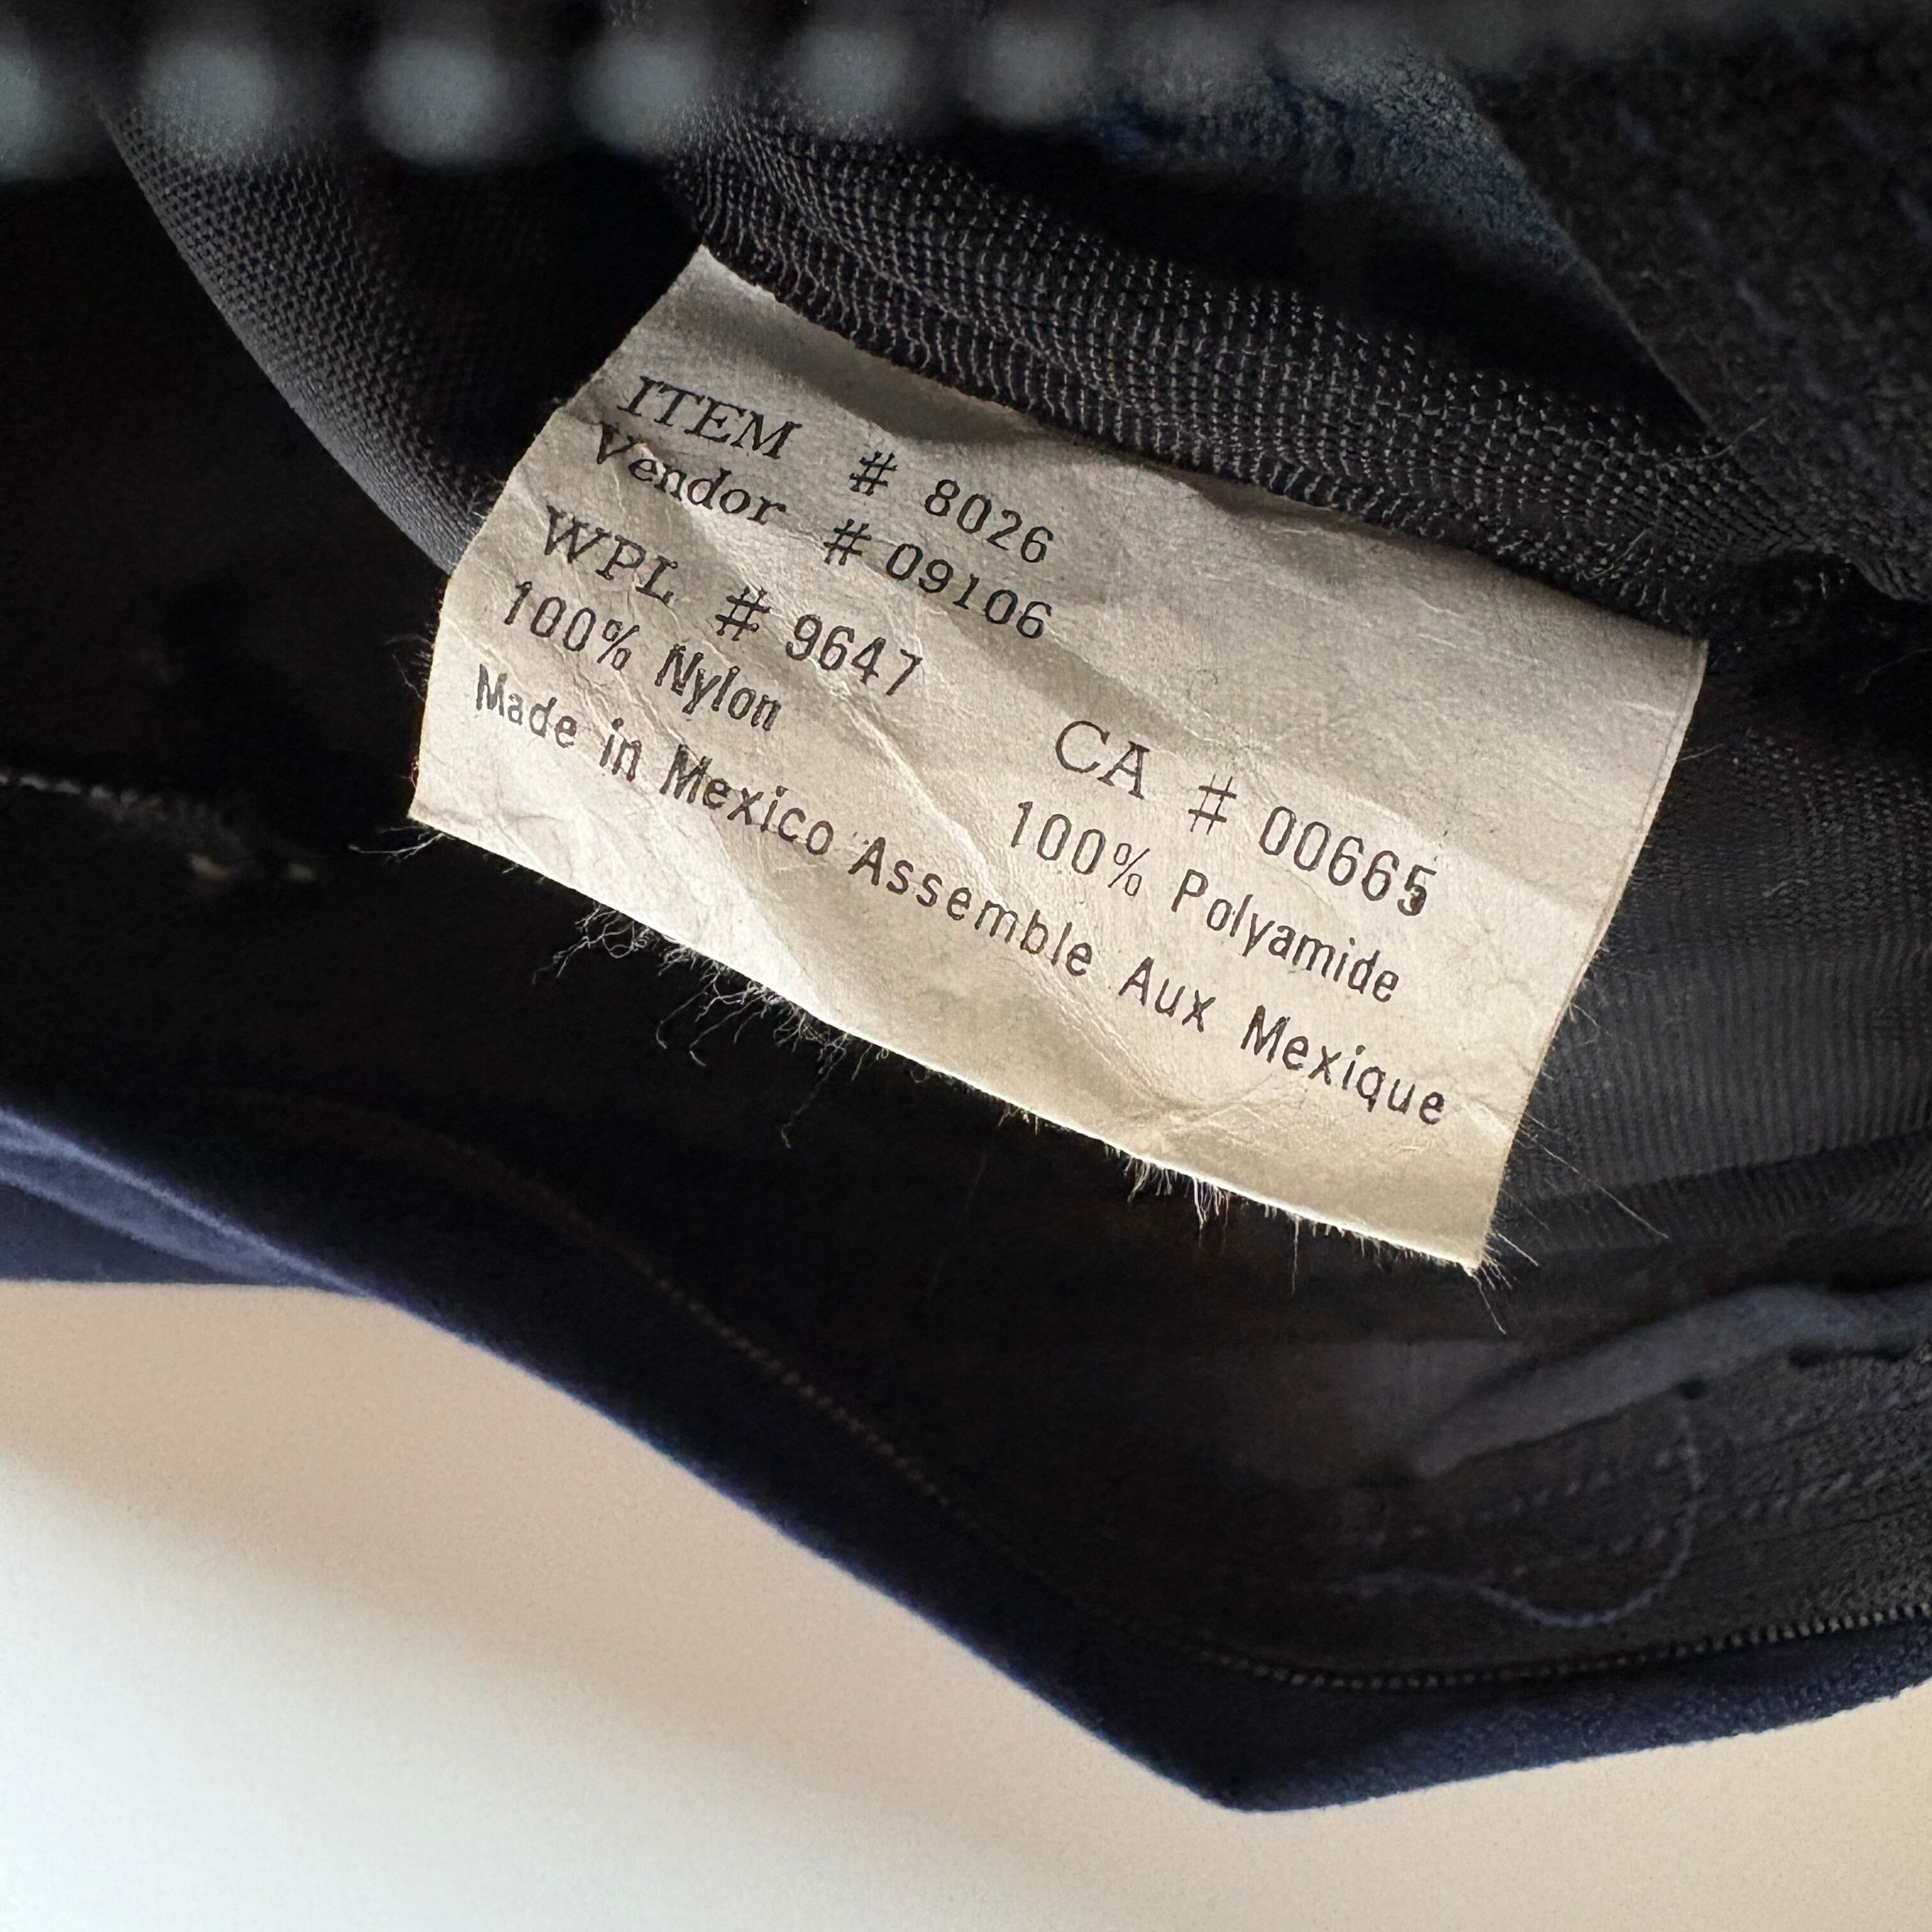 ITEM # 8026
Vendor # 09106
WPL # 9647 CA # 00665
100% Nylon 100% Polyamide
Made in Mexico Assemble Aux Mexique